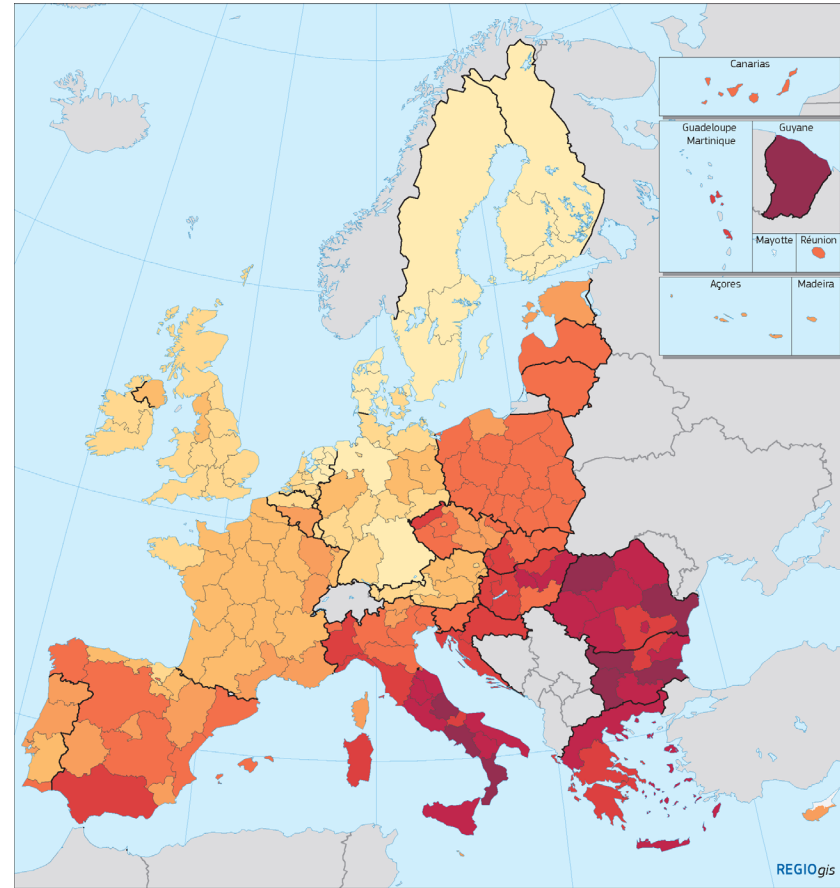 Canarias
Guadeloupe
Martinique
Guyane
Mayotte
Réunion
Açores
Madeira
REGIOgis